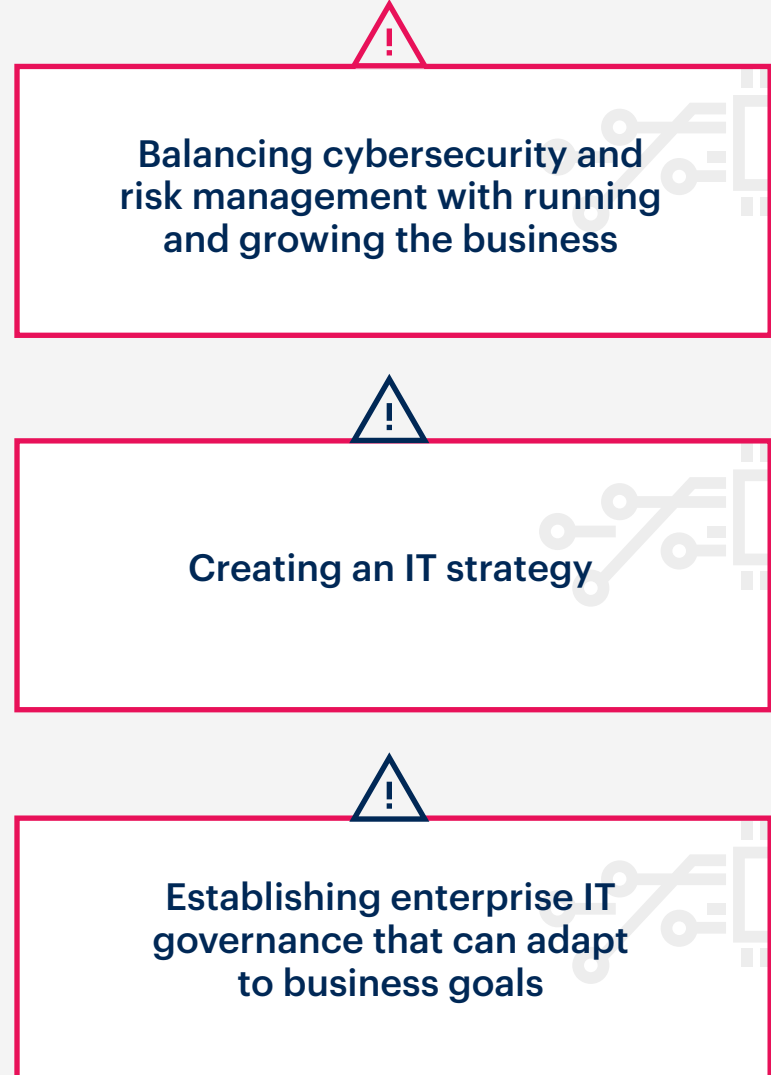 Balancing cybersecurity and
risk management with running
and growing the business
Creating an IT strategy
Establishing enterprise IT
governance that can adapt
to business goals